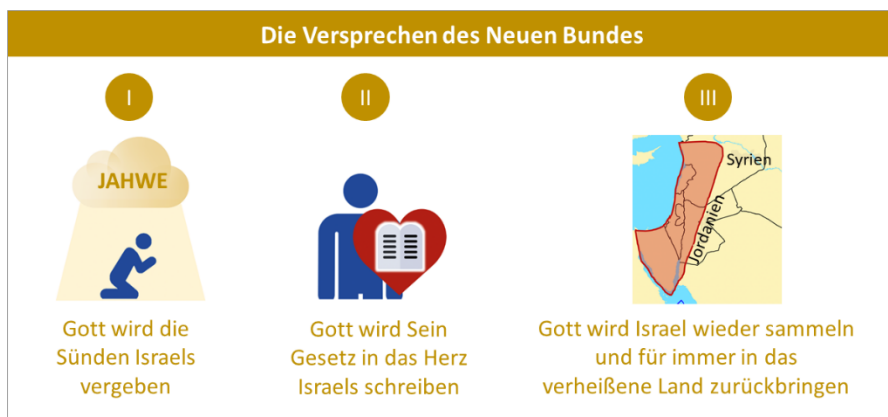 Die Versprechen des Neuen Bundes
I
II
III
JAHWE
Syrien
Jordanien
Gott wird die
Sünden Israels
vergeben
Gott wird Sein
Gesetz in das Herz
Israels schreiben
Gott wird Israel wieder sammeln
und für immer in das
verheißene Land zurückbringen